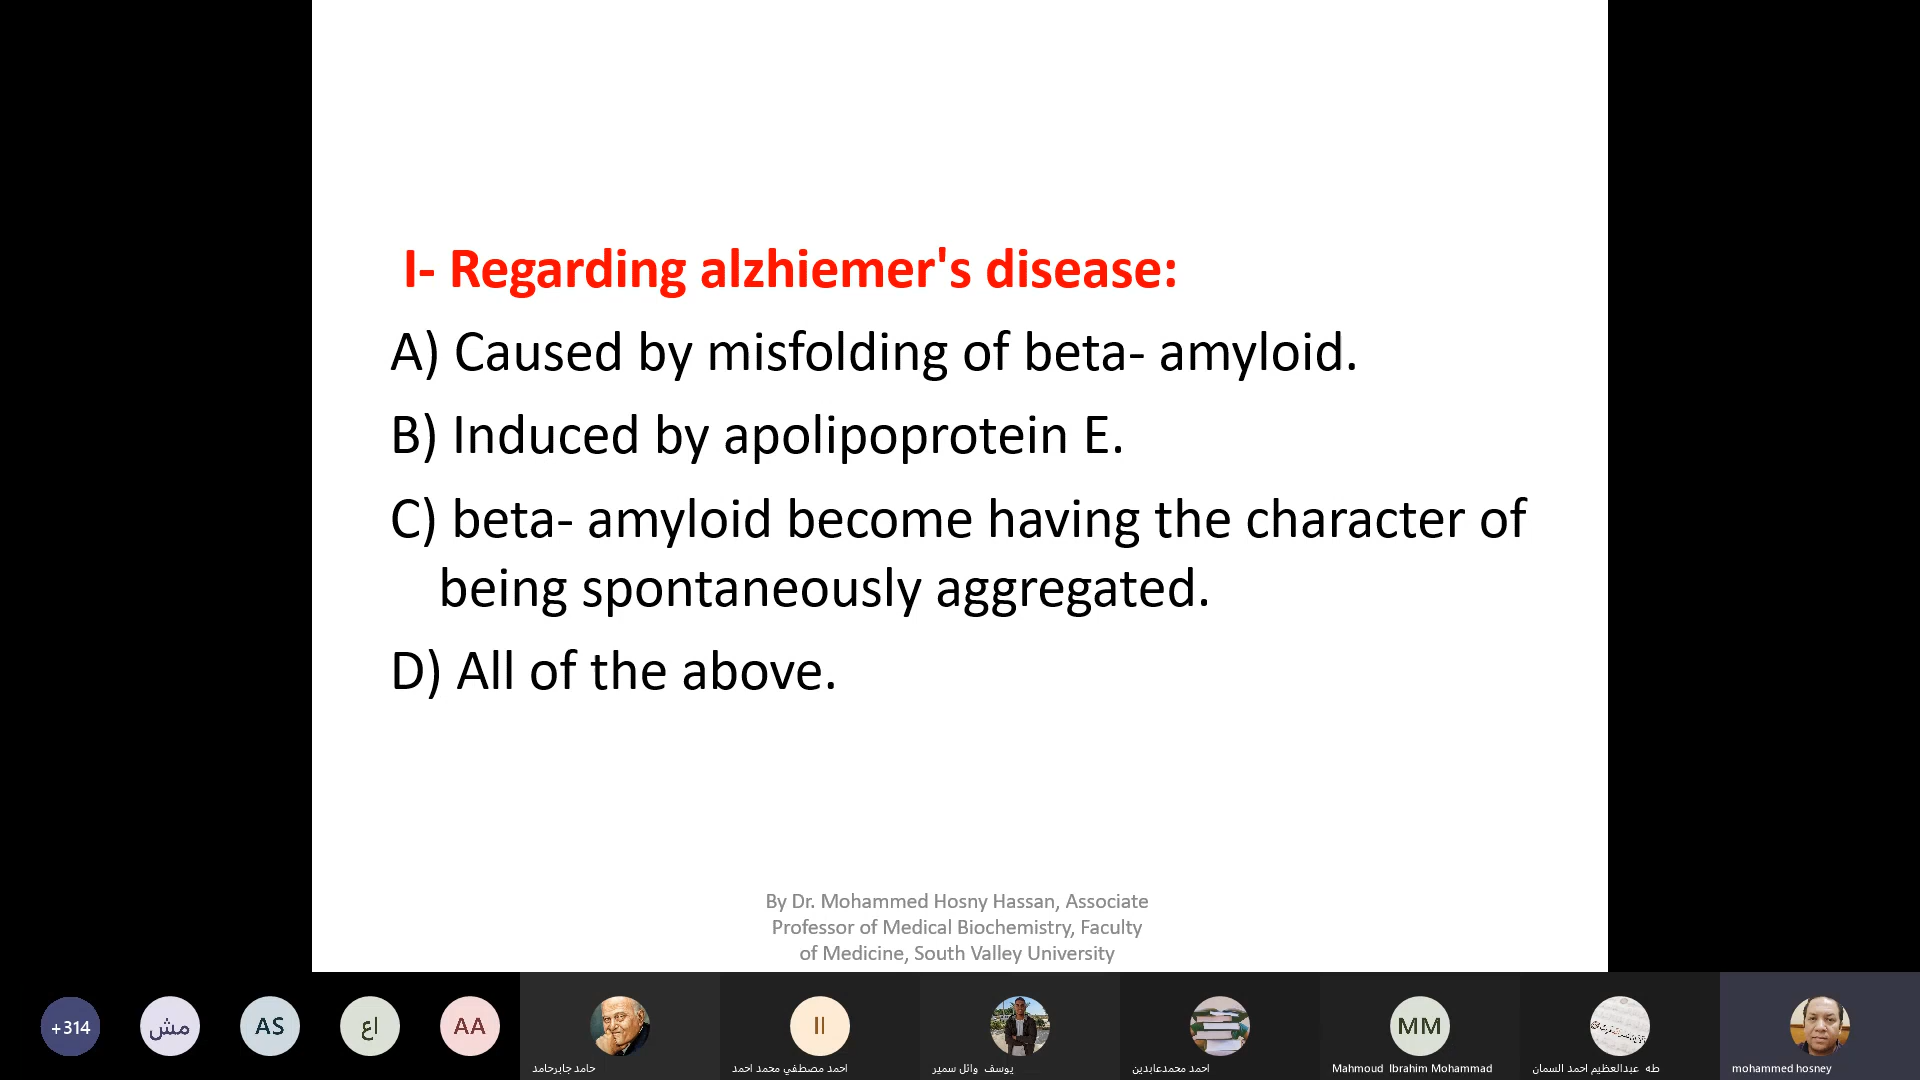 I- Regarding alzhiemer's disease:
A) Caused by misfolding of beta- amyloid.
B) Induced by apolipoprotein E.
C) beta- amyloid become having the character of
being spontaneously aggregated.
D) All of the above.
By Dr. Mohammed Hosny Hassan, Associate
Professor of Medical Biochemistry, Faculty
of Medicine, South Valley University
+314
مش
AS
اع
AA
II
MM
حامد جابرحامد
احمد مصطفي محمد احمد
يوسف وائل سمير
احمد محمدعابدين
Mahmoud Ibrahim Mohammad
طه عبدالعظيم احمد السمان
mohammed hosney